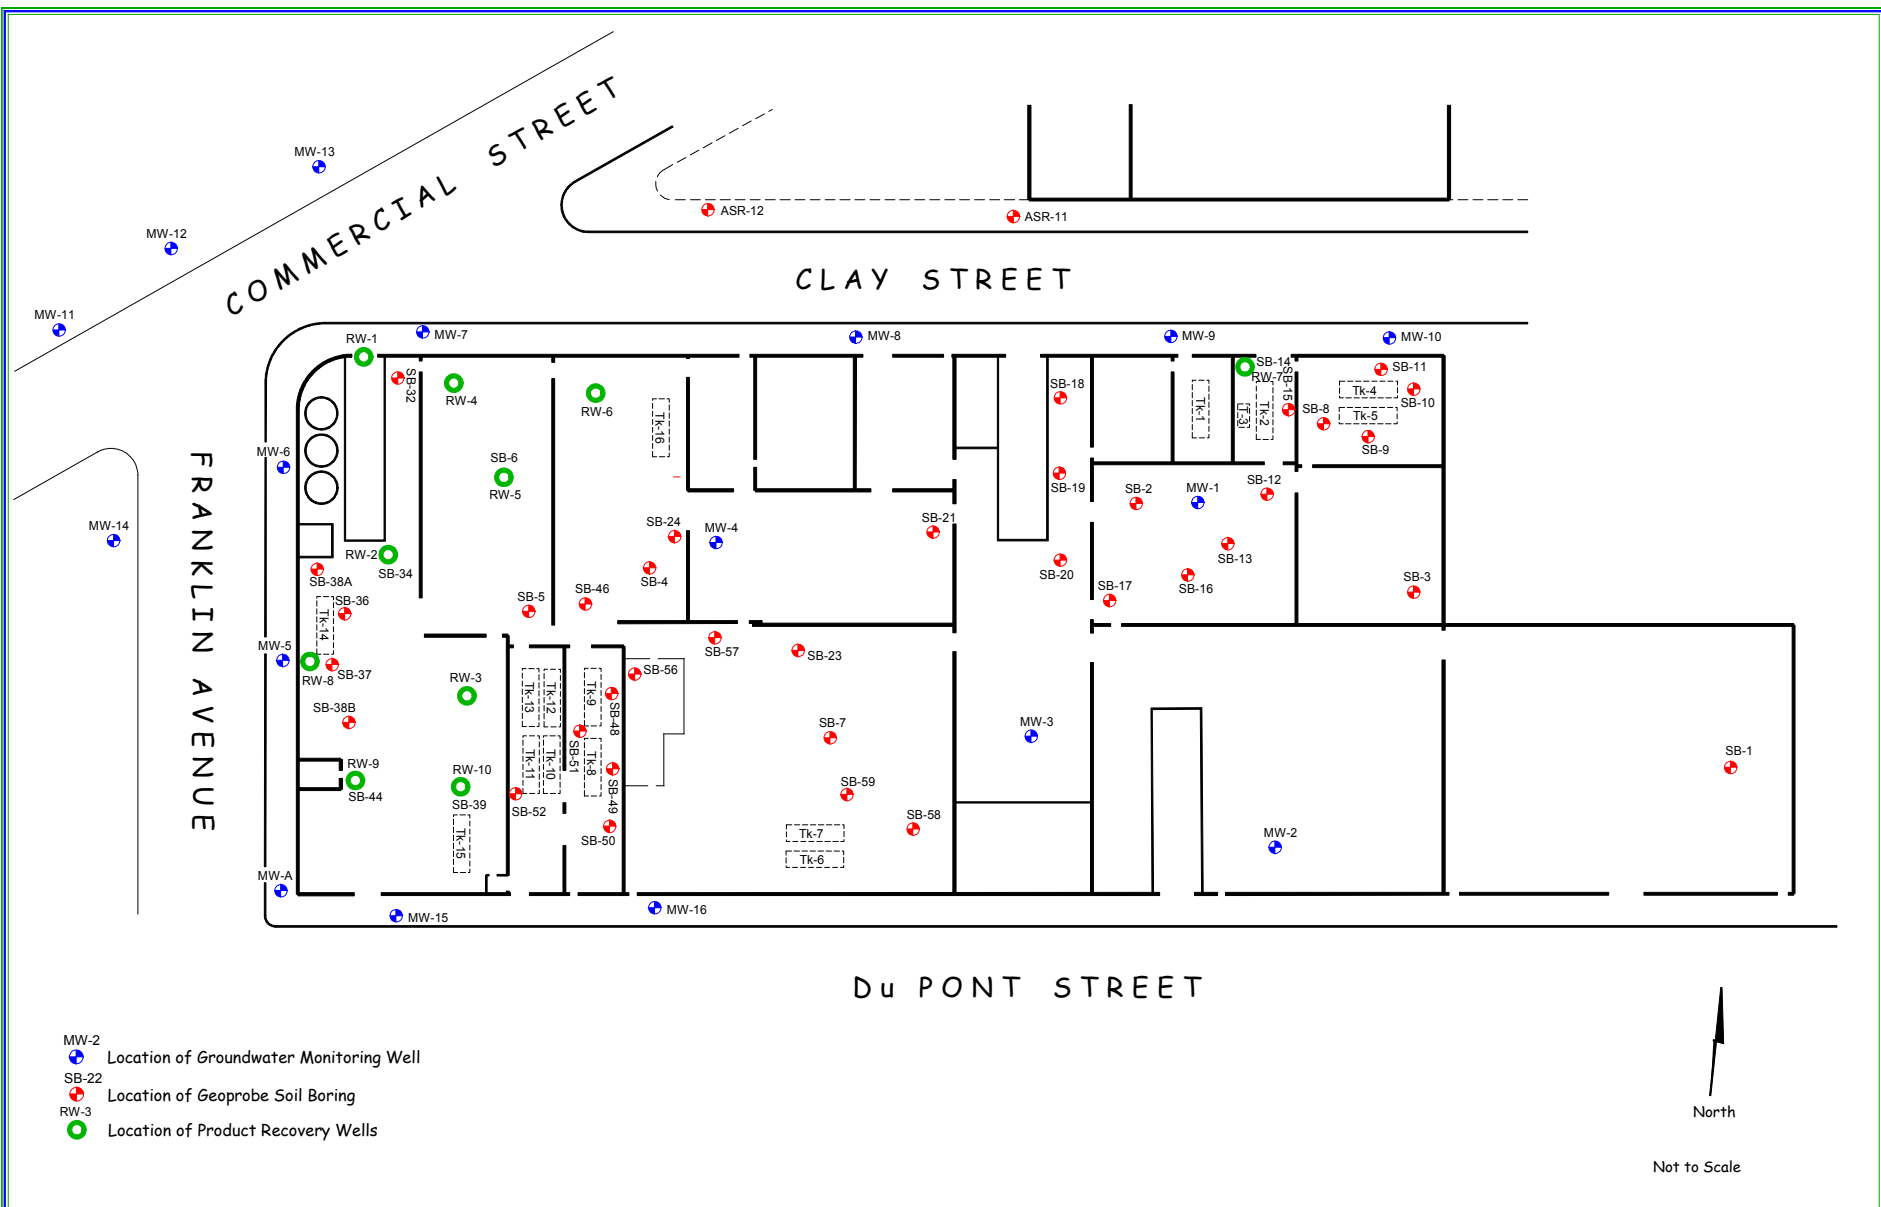 COMMERCIAL STREET
MW-13
MW-12
MW-11
ASR-12
ASR-11
CLAY STREET
RW-1
MW-7
MW-8
MW-9
MW-10
SB-32
RW-4
RW-6
Tk-16
SB-18
Tk-1
T-3
Tk-2
SB-14
RW-7
SB-15
SB-11
Tk-4
SB-10
Tk-5
SB-8
SB-9
MW-6
SB-6
RW-5
SB-19
SB-2
MW-1
SB-12
MW-14
FRANKLIN AVENUE
SB-24
MW-4
SB-21
RW-2
SB-34
SB-38A
SB-4
SB-20
SB-13
SB-16
SB-17
SB-3
SB-36
Tk-14
SB-5
SB-46
MW-5
RW-8
SB-37
SB-57
SB-23
SB-56
RW-3
Tk-13
Tk-12
Tk-9
SB-48
SB-38B
SB-7
MW-3
SB-1
SB-51
Tk-11
Tk-10
Tk-8
SB-49
RW-9
SB-44
RW-10
SB-39
SB-52
SB-59
SB-58
Tk-15
SB-50
Tk-7
Tk-6
MW-2
MW-A
MW-15
MW-16
Du PONT STREET
MW-2
Location of Groundwater Monitoring Well
SB-22
Location of Geoprobe Soil Boring
RW-3
Location of Product Recovery Wells
North
Not to Scale